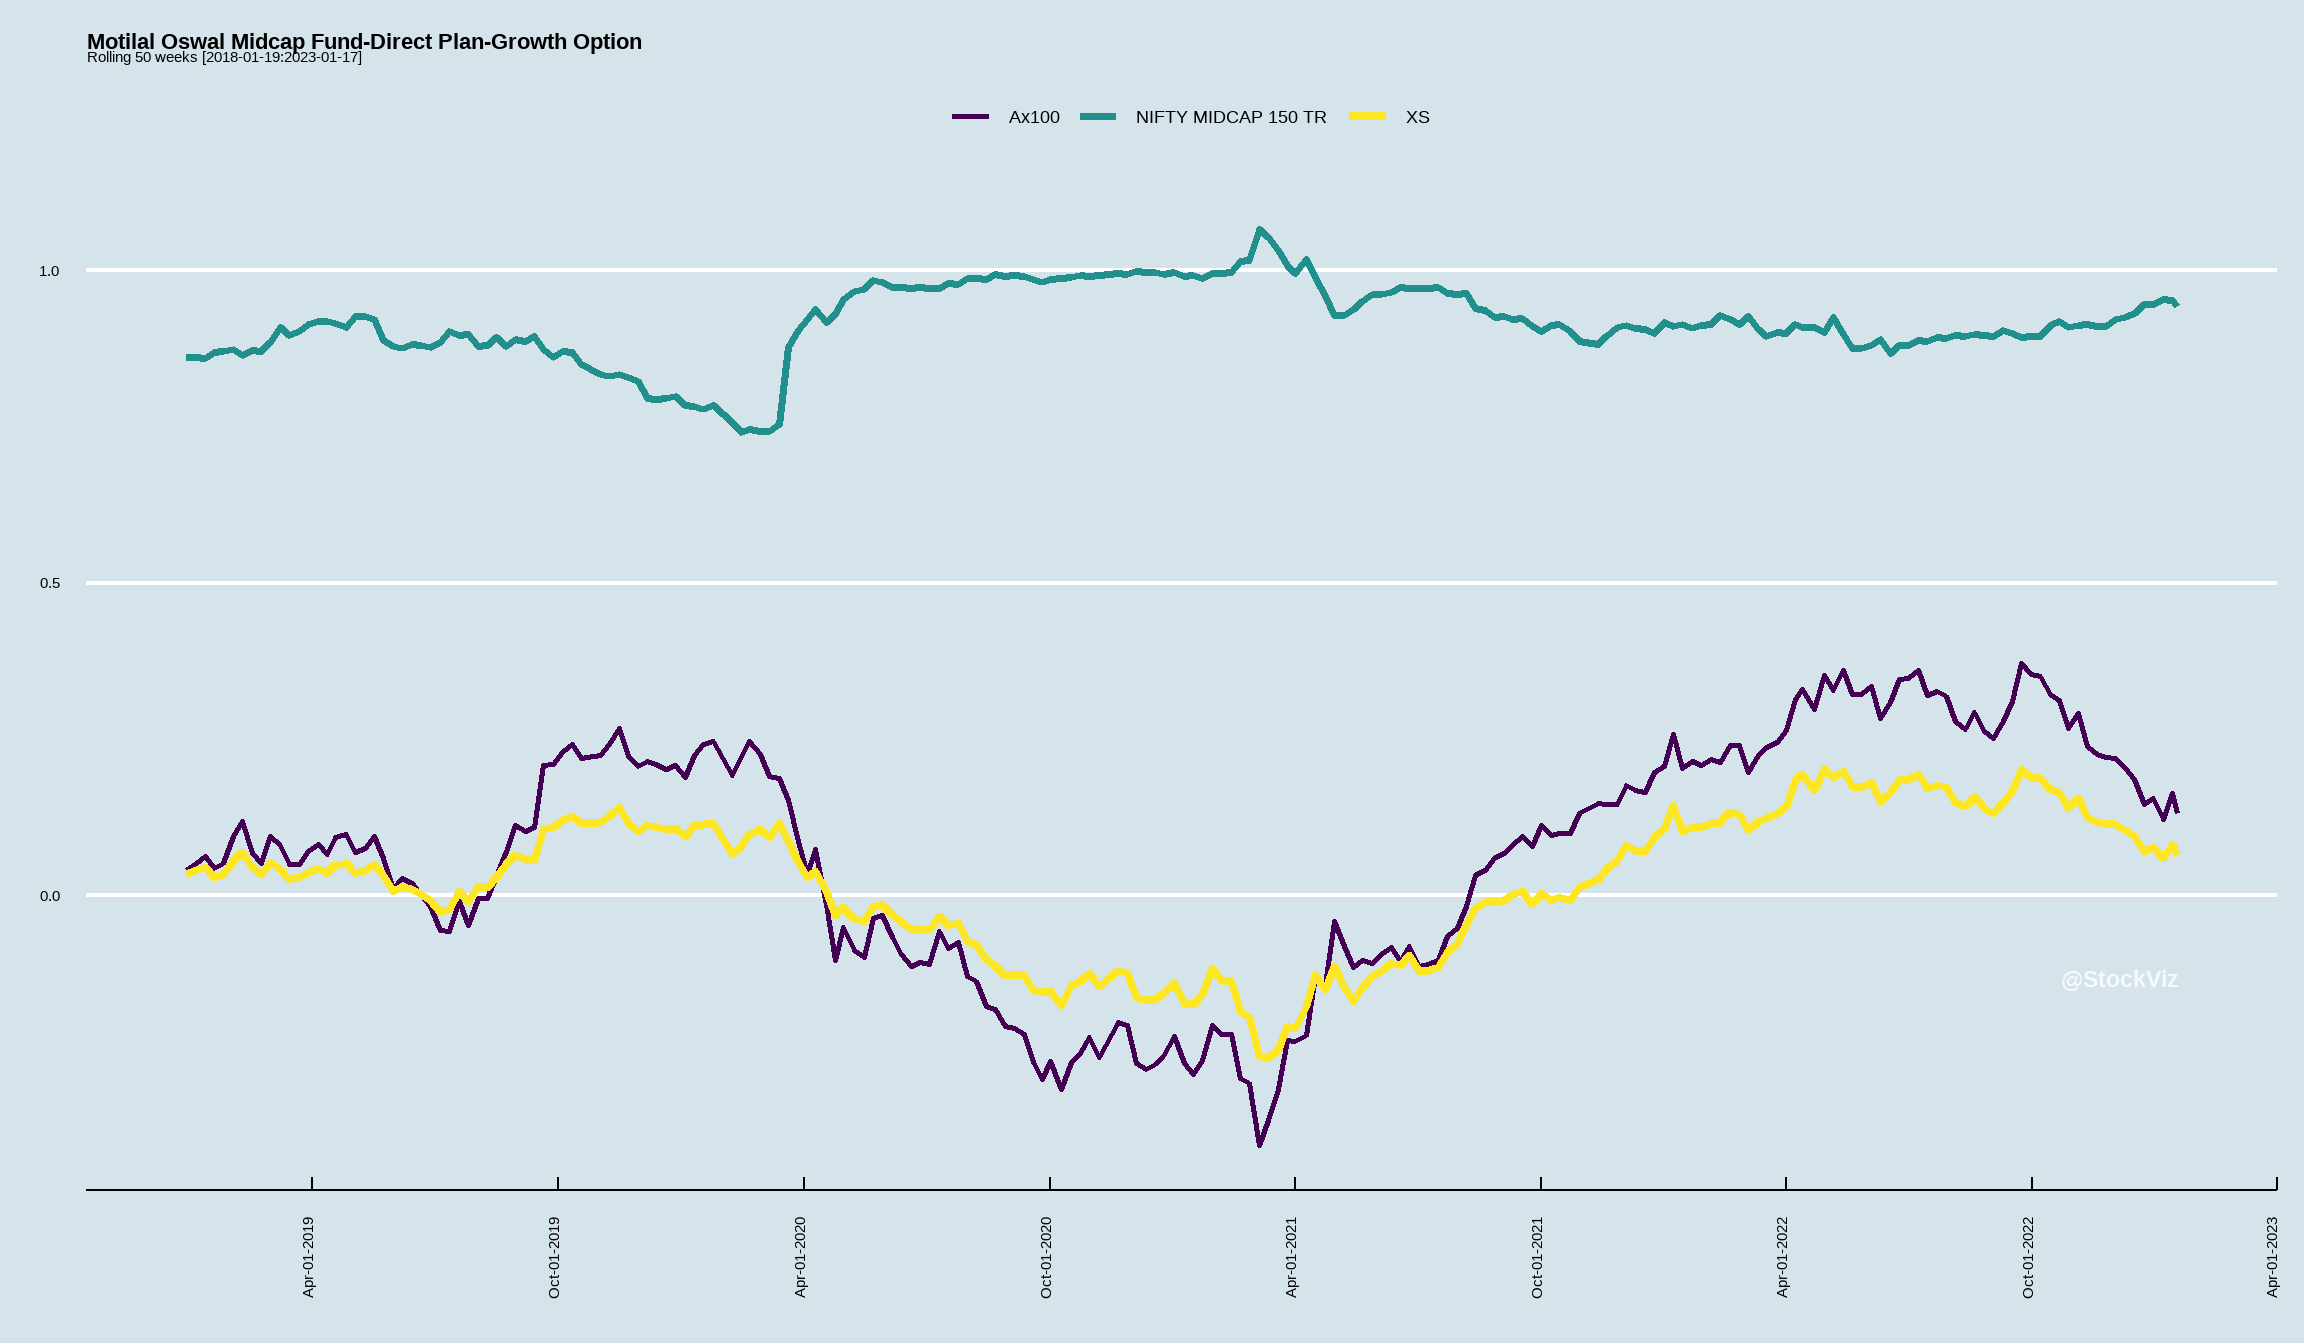 Motilal Oswal Midcap Fund-Direct Plan-Growth Option
Rolling 50 weeks [2018-01-19:2023-01-17]
Ax100 NIFTY MIDCAP 150 TR XS
1.0
0.5
0.0
@StockViz
Apr-01-2019
Oct-01-2019
Apr-01-2020
Oct-01-2020
Apr-01-2021
Oct-01-2021
Apr-01-2022
Oct-01-2022
Apr-01-2023